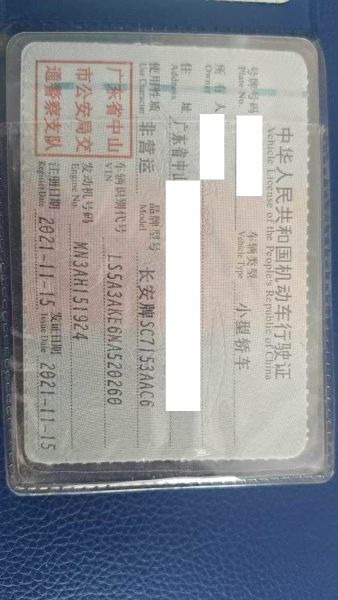 中华人民共和国机动车行驶证
Vehicle License of the People's Republic of China
号牌号码
Plate No.
车辆类型
Vehicle Type
小型轿车
所有人
Owner
住址
Address
广东省中山
使用性质
Use Character
非营运
品牌型号
Model
长安牌SC7153AAC6
广东省中山
市公安局交
通警察支队
车辆识别代号
VIN
LS5A3AKE6NA520260
发动机号码
Engine No.
MN3AH151924
注册日期
Register Date
2021-11-15
发证日期
Issue Date
2021-11-15